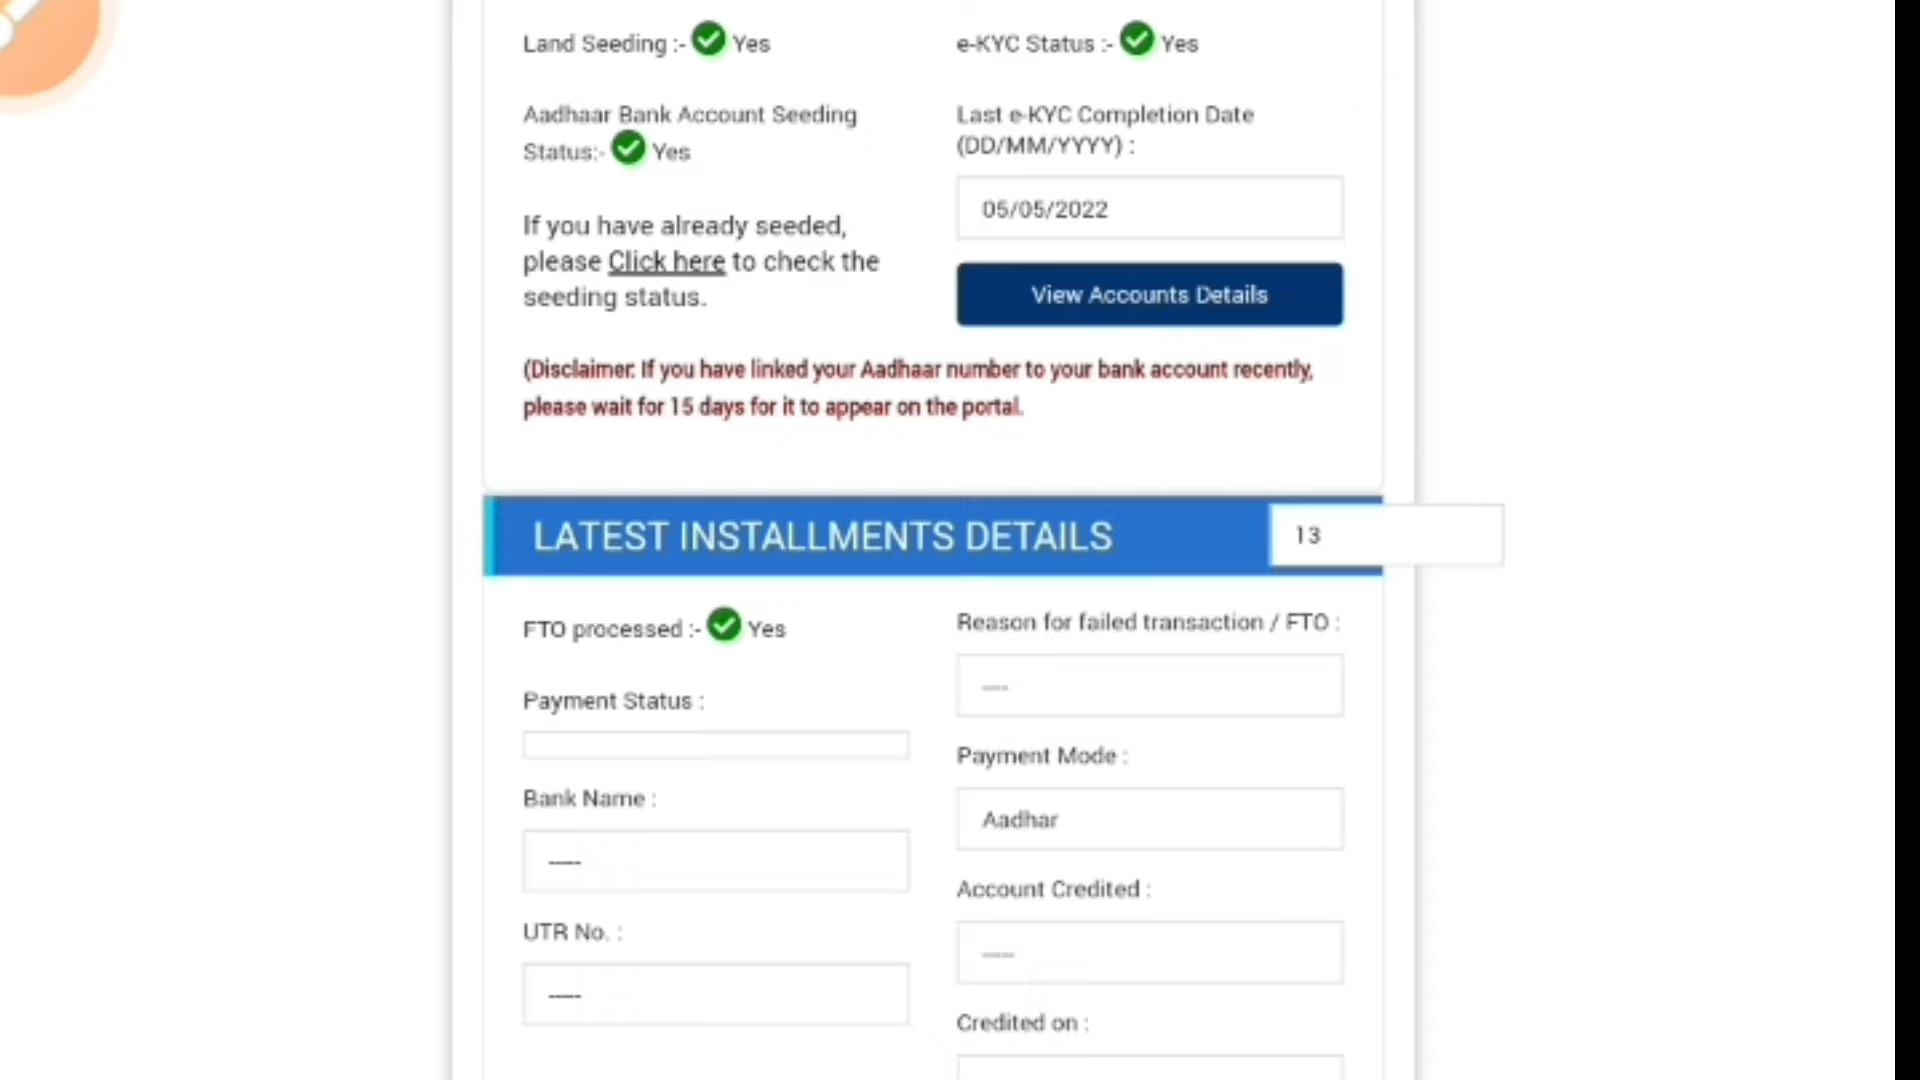 Land Seeding :- Yes
e-KYC Status :- Yes
Aadhaar Bank Account Seeding
Status:- Yes
Last e-KYC Completion Date
(DD/MM/YYYY) :
05/05/2022
If you have already seeded,
please Click here to check the
seeding status.
View Accounts Details
(Disclaimer: If you have linked your Aadhaar number to your bank account recently,
please wait for 15 days for it to appear on the portal.
LATEST INSTALLMENTS DETAILS
13
FTO processed :- Yes
Reason for failed transaction / FTO :
----
Payment Status :
Payment Mode :
Aadhar
Bank Name :
-----
Account Credited :
-----
UTR No. :
-----
Credited on :